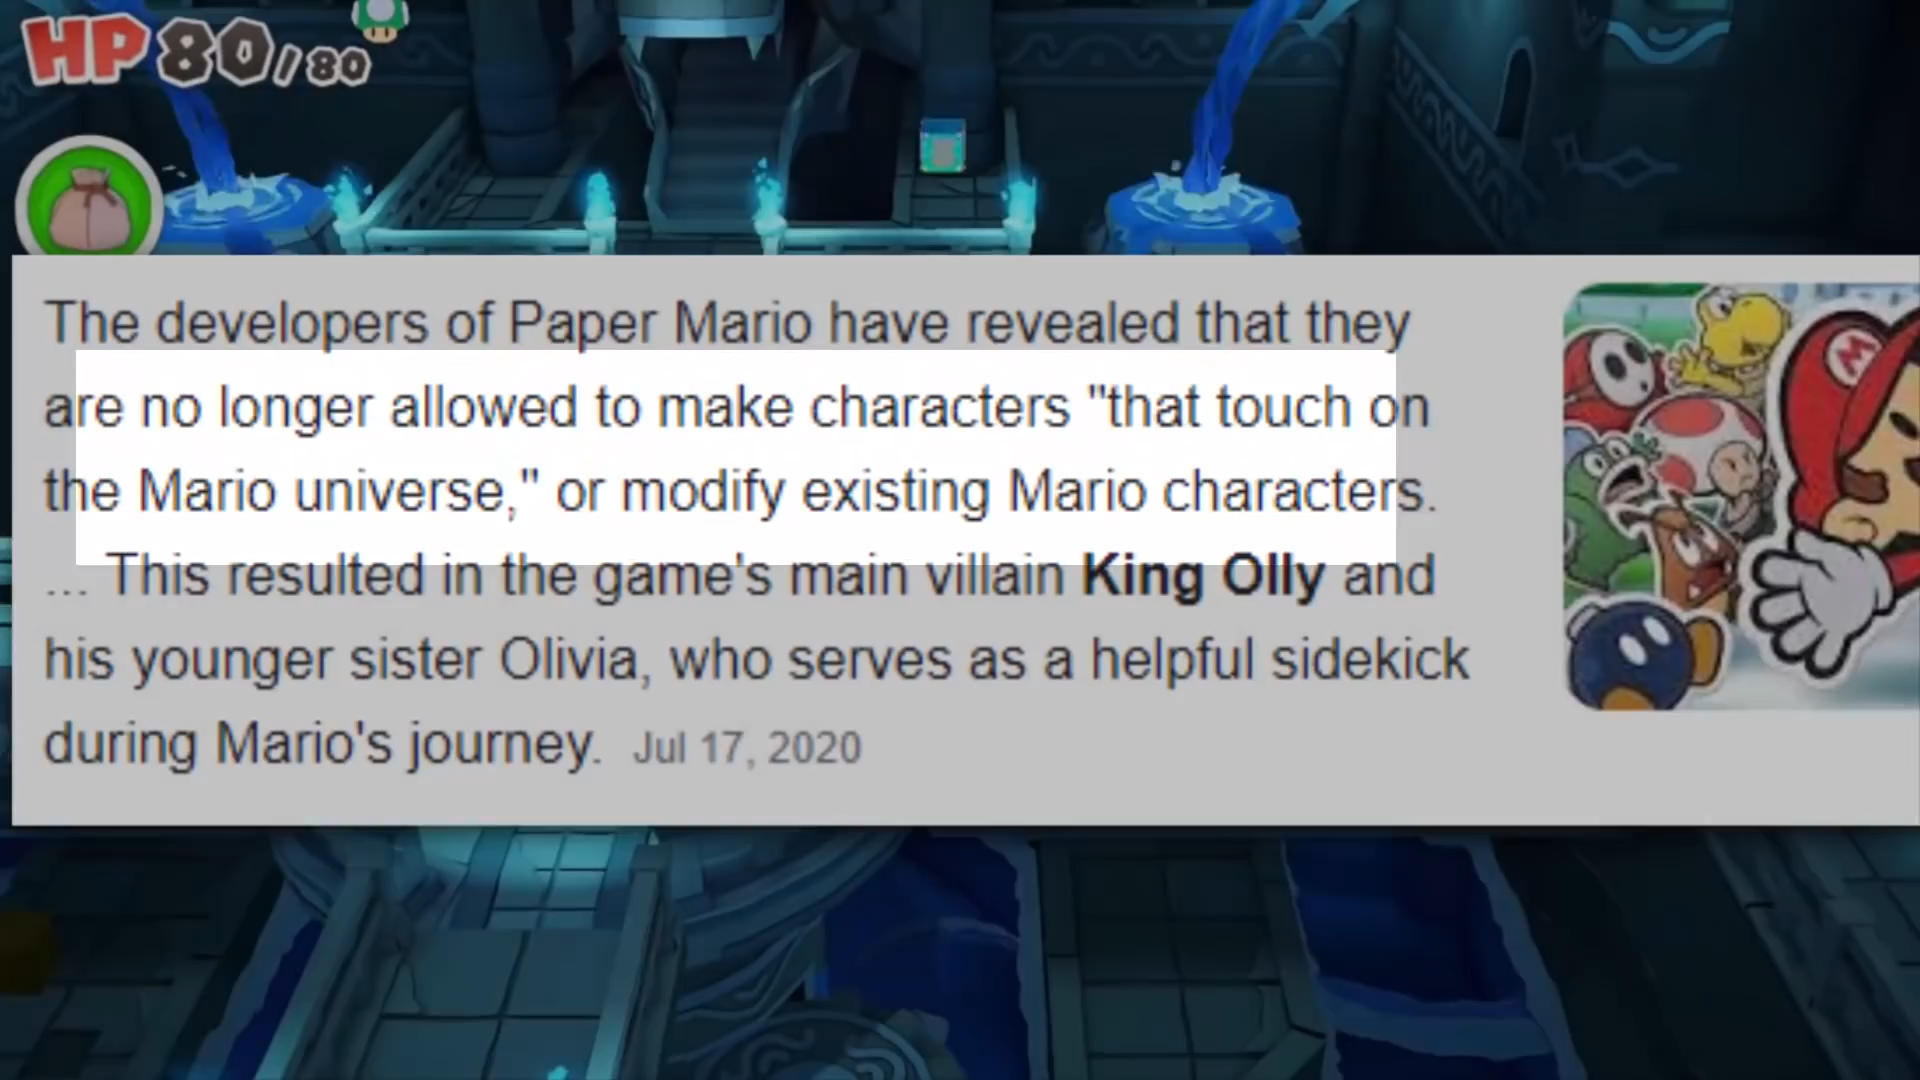 HP 80/80
The developers of Paper Mario have revealed that they
are no longer allowed to make characters "that touch on
the Mario universe," or modify existing Mario characters.
... This resulted in the game's main villain King Olly and
his younger sister Olivia, who serves as a helpful sidekick
during Mario's journey. Jul 17, 2020
M